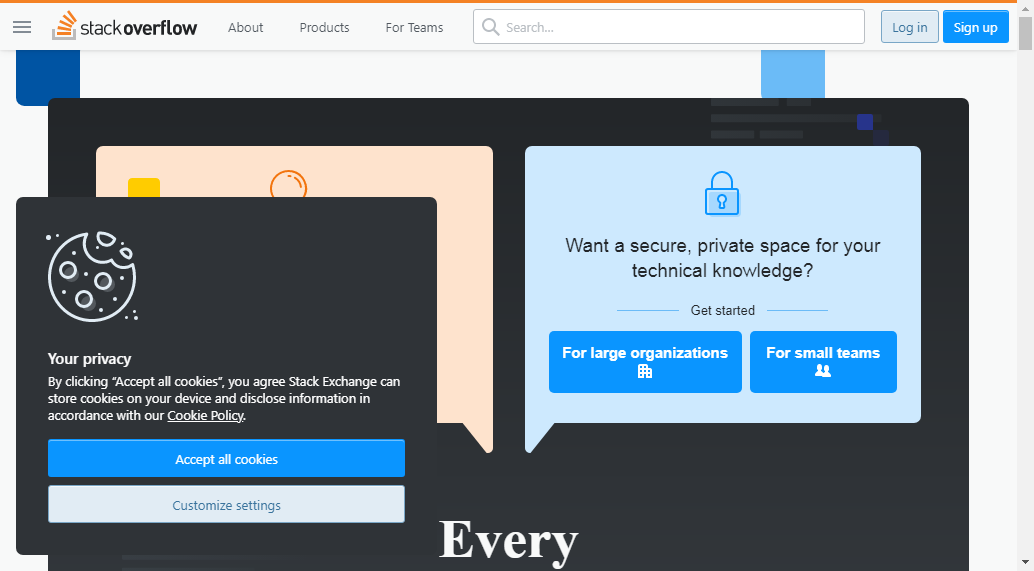 stackoverflow
About
Products
For Teams
Search...
Log in
Sign up
Want a secure, private space for your
technical knowledge?
Get started
For large organizations
For small teams
Your privacy
By clicking “Accept all cookies”, you agree Stack Exchange can
store cookies on your device and disclose information in
accordance with our Cookie Policy.
Accept all cookies
Customize settings
Every